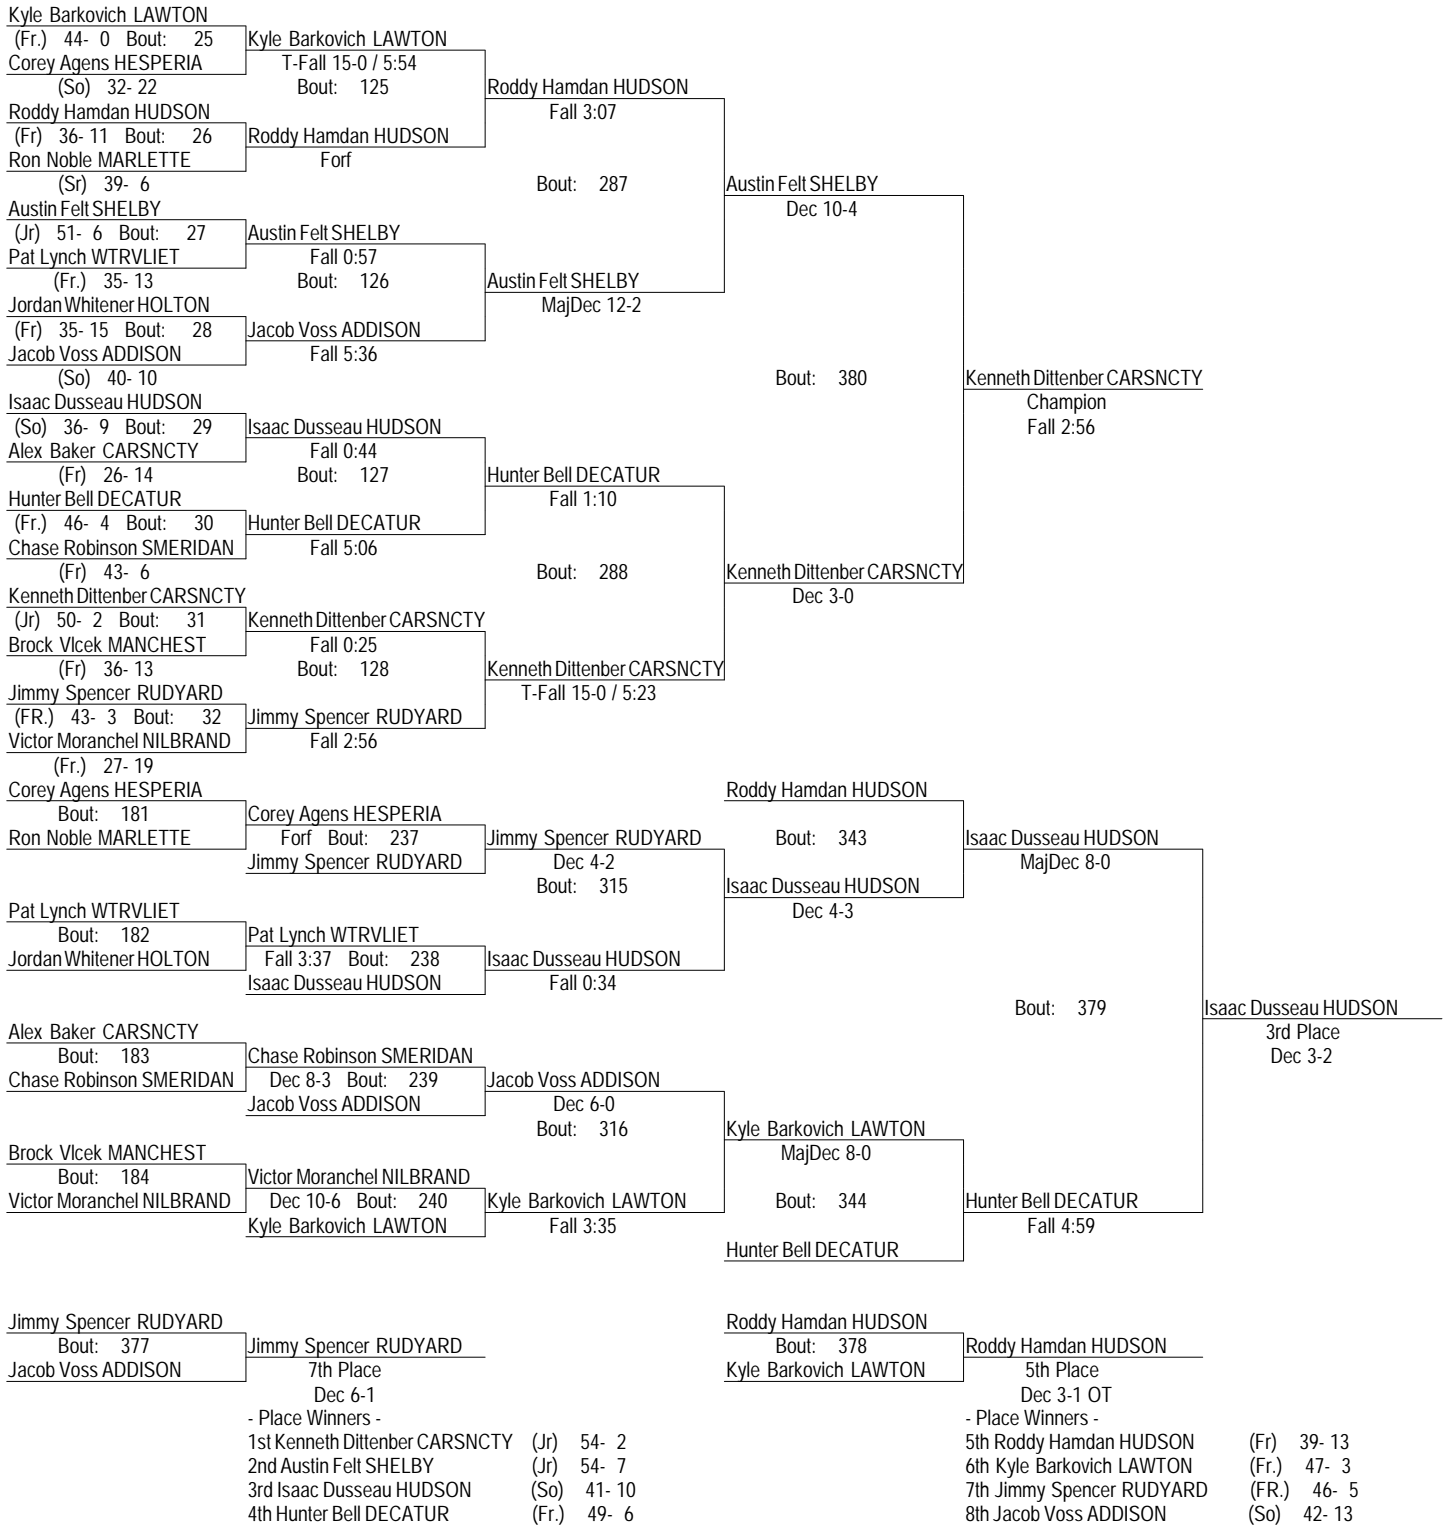 Kyle Barkovich LAWTON
(Fr.) 44- 0 Bout: 25 Kyle Barkovich LAWTON
Corey Agens HESPERIA T-Fall 15-0 / 5:54
(So) 32- 22 Bout: 125 Roddy Hamdan HUDSON
Roddy Hamdan HUDSON Fall 3:07
(Fr) 36- 11 Bout: 26 Roddy Hamdan HUDSON
Ron Noble MARLETTE Forf
(Sr) 39- 6 Bout: 287 Austin Felt SHELBY
Austin Felt SHELBY Dec 10-4
(Jr) 51- 6 Bout: 27 Austin Felt SHELBY
Pat Lynch WTRVLIET Fall 0:57
(Fr.) 35- 13 Bout: 126 Austin Felt SHELBY
Jordan Whitener HOLTON MajDec 12-2
(Fr) 35- 15 Bout: 28 Jacob Voss ADDISON
Jacob Voss ADDISON Fall 5:36
(So) 40- 10 Bout: 380 Kenneth Dittenber CARSNCTY
Isaac Dusseau HUDSON Champion
(So) 36- 9 Bout: 29 Isaac Dusseau HUDSON Fall 2:56
Alex Baker CARSNCTY Fall 0:44
(Fr) 26- 14 Bout: 127 Hunter Bell DECATUR
Hunter Bell DECATUR Fall 1:10
(Fr.) 46- 4 Bout: 30 Hunter Bell DECATUR
Chase Robinson SMERIDAN Fall 5:06
(Fr) 43- 6 Bout: 288 Kenneth Dittenber CARSNCTY
Kenneth Dittenber CARSNCTY Dec 3-0
(Jr) 50- 2 Bout: 31 Kenneth Dittenber CARSNCTY
Brock Vlcek MANCHEST Fall 0:25
(Fr) 36- 13 Bout: 128 Kenneth Dittenber CARSNCTY
Jimmy Spencer RUDYARD T-Fall 15-0 / 5:23
(FR.) 43- 3 Bout: 32 Jimmy Spencer RUDYARD
Victor Moranchel NILBRAND Fall 2:56
(Fr.) 27- 19
Corey Agens HESPERIA Roddy Hamdan HUDSON
Bout: 181 Corey Agens HESPERIA
Ron Noble MARLETTE Forf Bout: 237 Jimmy Spencer RUDYARD Bout: 343 Isaac Dusseau HUDSON
Jimmy Spencer RUDYARD Dec 4-2 MajDec 8-0
Bout: 315 Isaac Dusseau HUDSON
Pat Lynch WTRVLIET Dec 4-3
Bout: 182 Pat Lynch WTRVLIET
Jordan Whitener HOLTON Fall 3:37 Bout: 238 Isaac Dusseau HUDSON
Isaac Dusseau HUDSON Fall 0:34
Bout: 379 Isaac Dusseau HUDSON
Alex Baker CARSNCTY 3rd Place
Bout: 183 Chase Robinson SMERIDAN Dec 3-2
Chase Robinson SMERIDAN Dec 8-3 Bout: 239 Jacob Voss ADDISON
Jacob Voss ADDISON Dec 6-0
Bout: 316 Kyle Barkovich LAWTON
Brock Vlcek MANCHEST MajDec 8-0
Bout: 184 Victor Moranchel NILBRAND
Victor Moranchel NILBRAND Dec 10-6 Bout: 240 Kyle Barkovich LAWTON Bout: 344 Hunter Bell DECATUR
Kyle Barkovich LAWTON Fall 3:35 Fall 4:59
Hunter Bell DECATUR
Jimmy Spencer RUDYARD Roddy Hamdan HUDSON
Bout: 377 Jimmy Spencer RUDYARD Bout: 378 Roddy Hamdan HUDSON
Jacob Voss ADDISON 7th Place Kyle Barkovich LAWTON 5th Place
Dec 6-1 Dec 3-1 OT
- Place Winners - - Place Winners -
1st Kenneth Dittenber CARSNCTY (Jr) 54- 2 5th Roddy Hamdan HUDSON (Fr) 39- 13
2nd Austin Felt SHELBY (Jr) 54- 7 6th Kyle Barkovich LAWTON (Fr.) 47- 3
3rd Isaac Dusseau HUDSON (So) 41- 10 7th Jimmy Spencer RUDYARD (FR.) 46- 5
4th Hunter Bell DECATUR (Fr.) 49- 6 8th Jacob Voss ADDISON (So) 42- 13